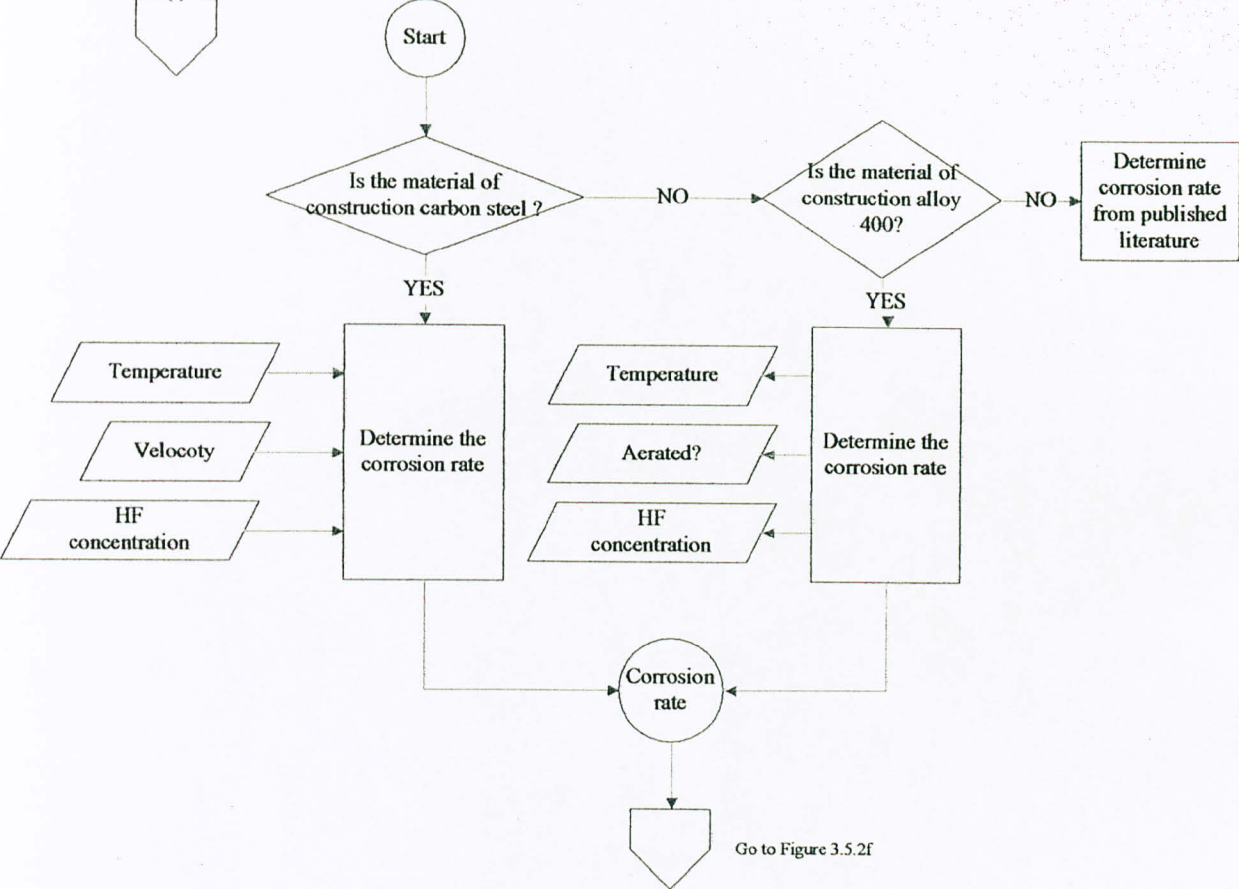 Start
Is the material of
construction carbon steel ?
NO
Is the material of
construction alloy
400?
NO
Determine
corrosion rate
from published
literature
YES
YES
Temperature
Velocoty
HF
concentration
Determine the
corrosion rate
Temperature
Aerated?
HF
concentration
Determine the
corrosion rate
Corrosion
rate
Go to Figure 3.5.2f